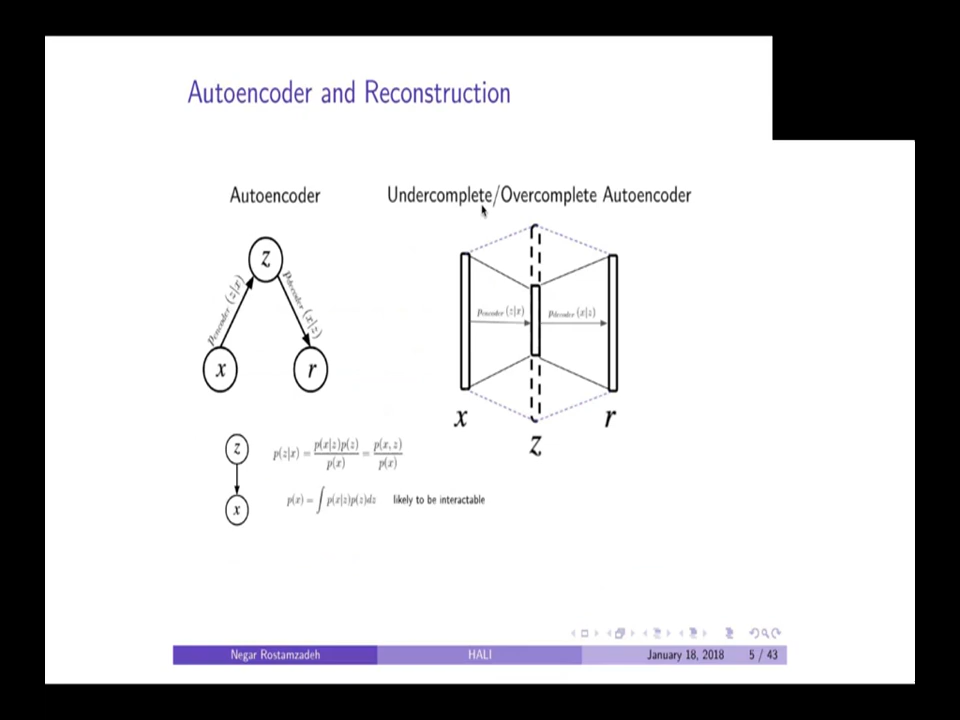 Autoencoder and Reconstruction
Autoencoder
Undercomplete/Overcomplete Autoencoder
z
p_encoder (z|x)
p_decoder (x|z)
x
r
p_encoder (z|x)
p_decoder (x|z)
x
z
r
z
x
p(z|x) = p(x|z)p(z) / p(x) = p(x, z) / p(x)
p(x) = ∫ p(x|z)p(z)dz likely to be interactable
Negar Rostamzadeh HALI January 18, 2018 5 / 43